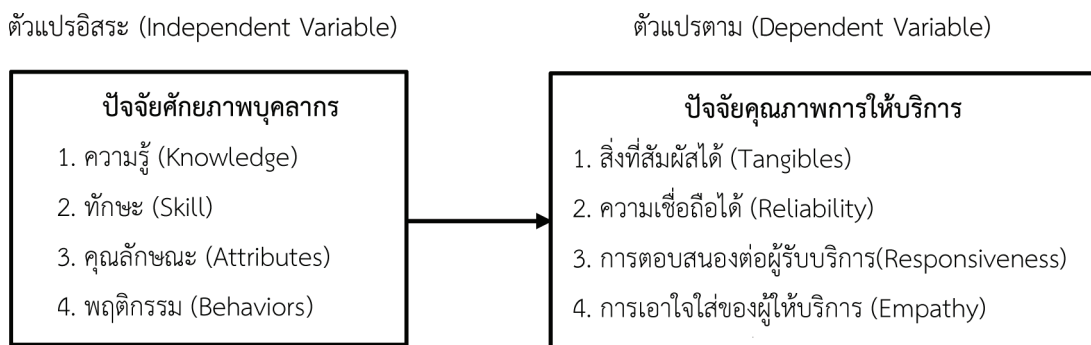 ตัวแปรอิสระ (Independent Variable)
ปัจจัยศักยภาพบุคลากร
1. ความรู้ (Knowledge)
2. ทักษะ (Skill)
3. คุณลักษณะ (Attributes)
4. พฤติกรรม (Behaviors)
ตัวแปรตาม (Dependent Variable)
ปัจจัยคุณภาพการให้บริการ
1. สิ่งที่สัมผัสได้ (Tangibles)
2. ความเชื่อถือได้ (Reliability)
3. การตอบสนองต่อผู้รับบริการ(Responsiveness)
4. การเอาใจใส่ของผู้ให้บริการ (Empathy)